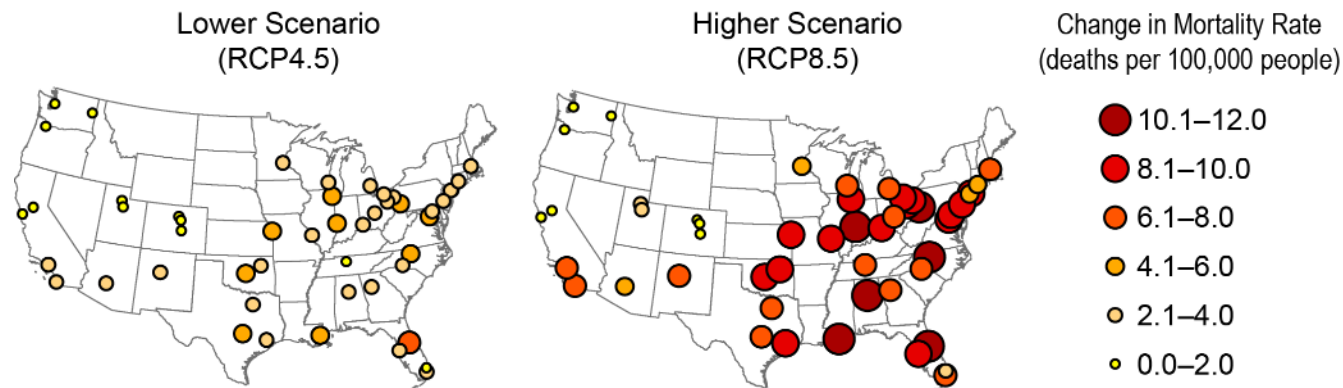 Lower Scenario
(RCP4.5)
Higher Scenario
(RCP8.5)
Change in Mortality Rate
(deaths per 100,000 people)
10.1–12.0
8.1–10.0
6.1–8.0
4.1–6.0
2.1–4.0
0.0–2.0